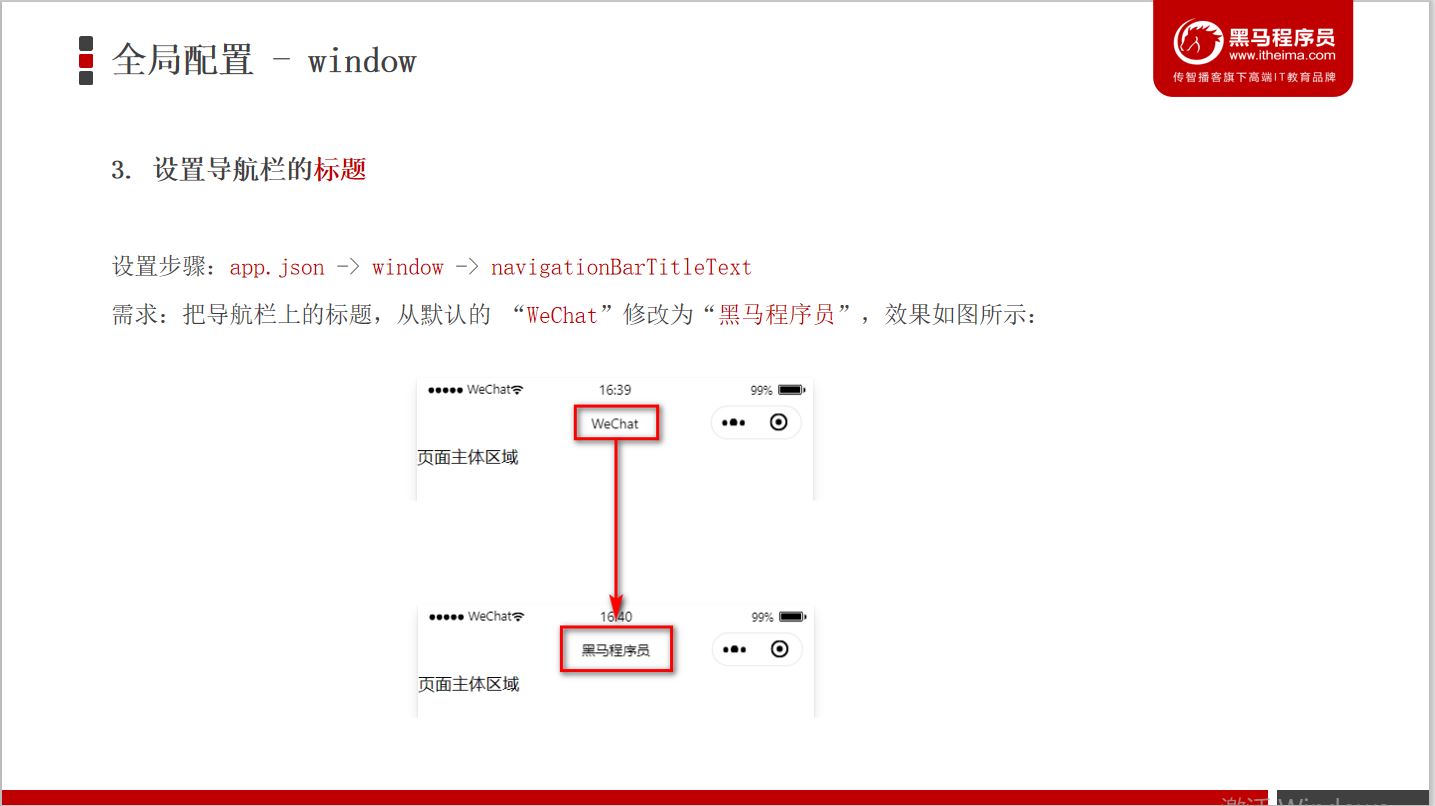 全局配置 - window
黑马程序员
www.itheima.com
传智播客旗下高端IT教育品牌
3. 设置导航栏的标题
设置步骤：app.json -> window -> navigationBarTitleText
需求：把导航栏上的标题，从默认的 “WeChat”修改为“黑马程序员”，效果如图所示：
WeChat 16:39 99%
WeChat
页面主体区域
WeChat 16:40 99%
黑马程序员
页面主体区域